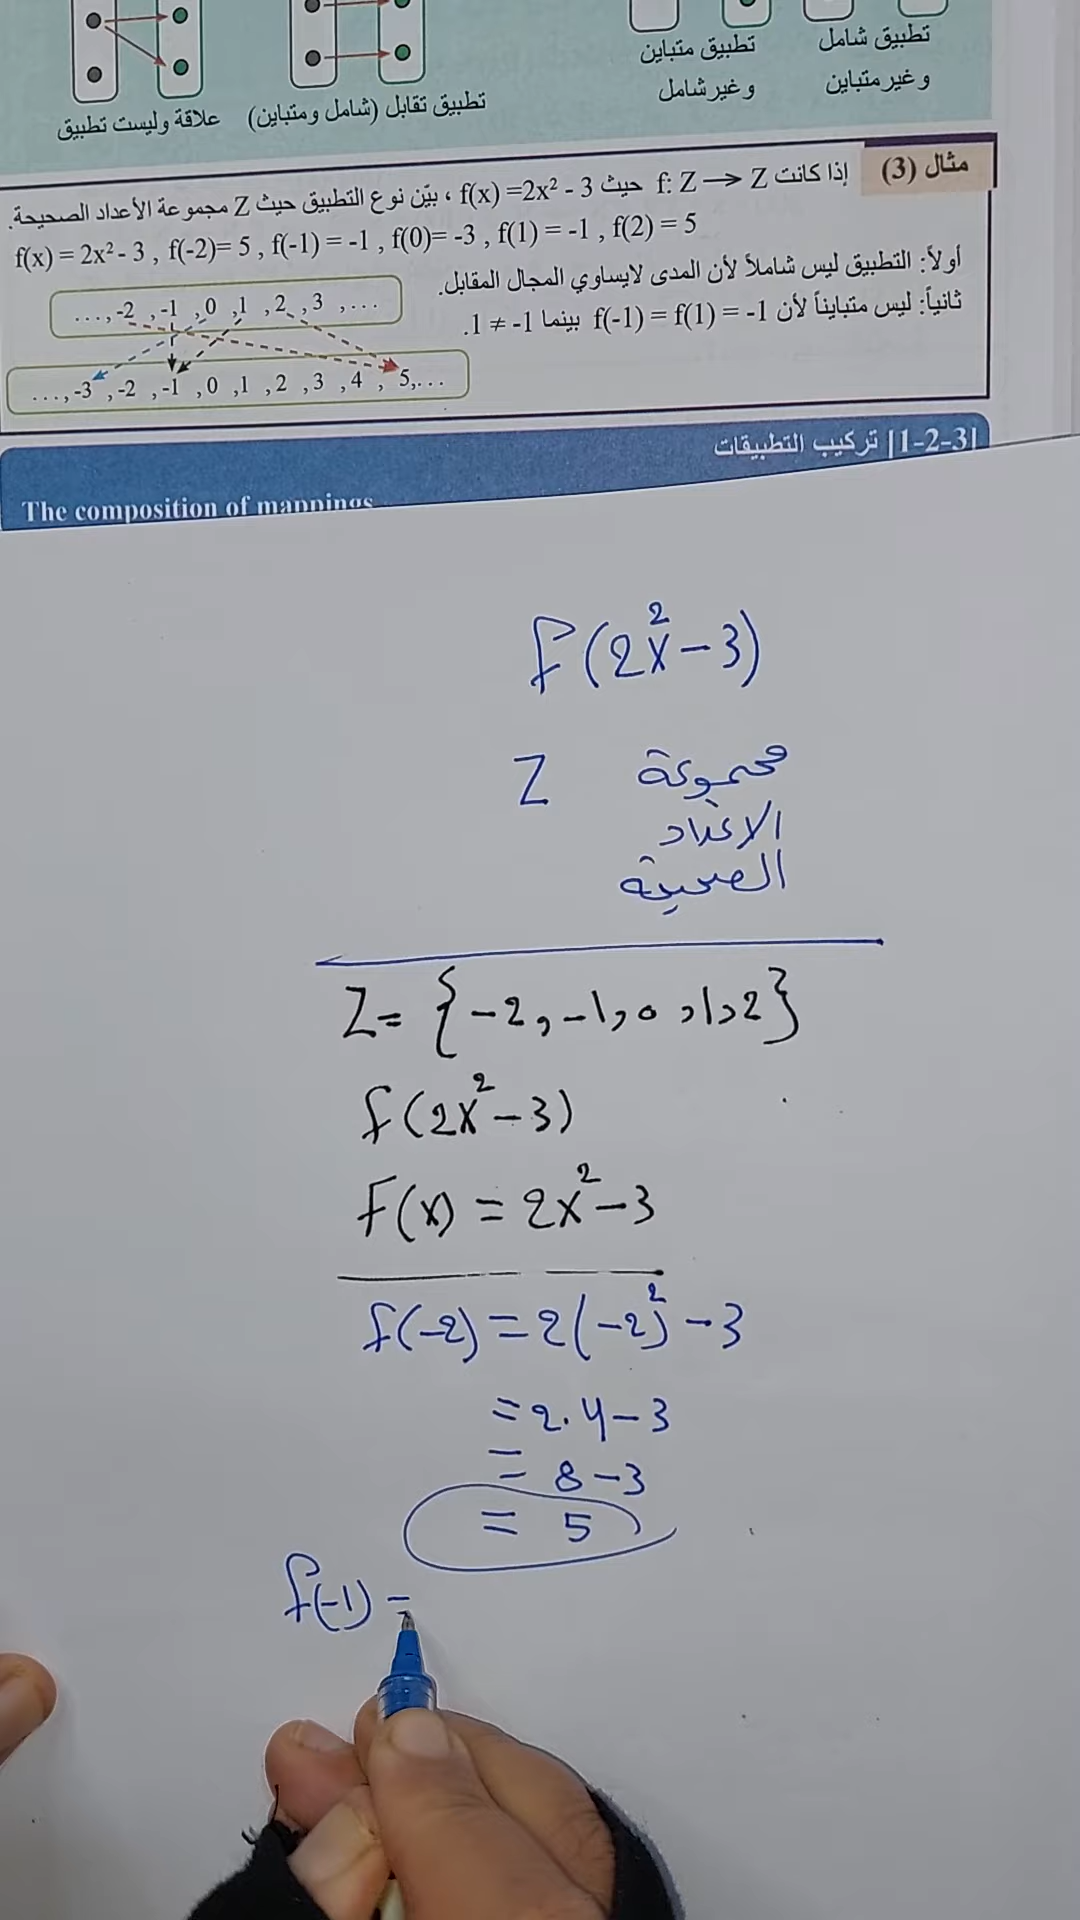 تطبيق شامل
وغير متباين
تطبيق متباين
وغير شامل
تطبيق تقابل (شامل ومتباين)
علاقة وليست تطبيق
مثال (3) إذا كانت f: Z → Z حيث f(x) =2x² - 3 ، بيّن نوع التطبيق حيث Z مجموعة الأعداد الصحيحة.
f(x) = 2x² - 3 , f(-2)= 5 , f(-1) = -1 , f(0)= -3 , f(1) = -1 , f(2) = 5
أولاً: التطبيق ليس شاملاً لأن المدى لايساوي المجال المقابل.
ثانياً: ليس متبايناً لأن f(-1) = f(1) = -1 بينما 1 ≠ -1.
...,-2 ,-1 ,0 ,1 ,2 ,3 ,...
...,-3 ,-2 ,-1 ,0 ,1 ,2 ,3 ,4 , 5,...
[1-2-3] تركيب التطبيقات
The composition of mappings
f(2x²-3)
Z مجموعة
الاعداد
الصحيحة
Z= {-2,-1,0,1,2}
f(2x²-3)
F(x) = 2x²-3
f(-2) = 2(-2)²-3
= 2.4-3
= 8-3
= 5
f(-1) =